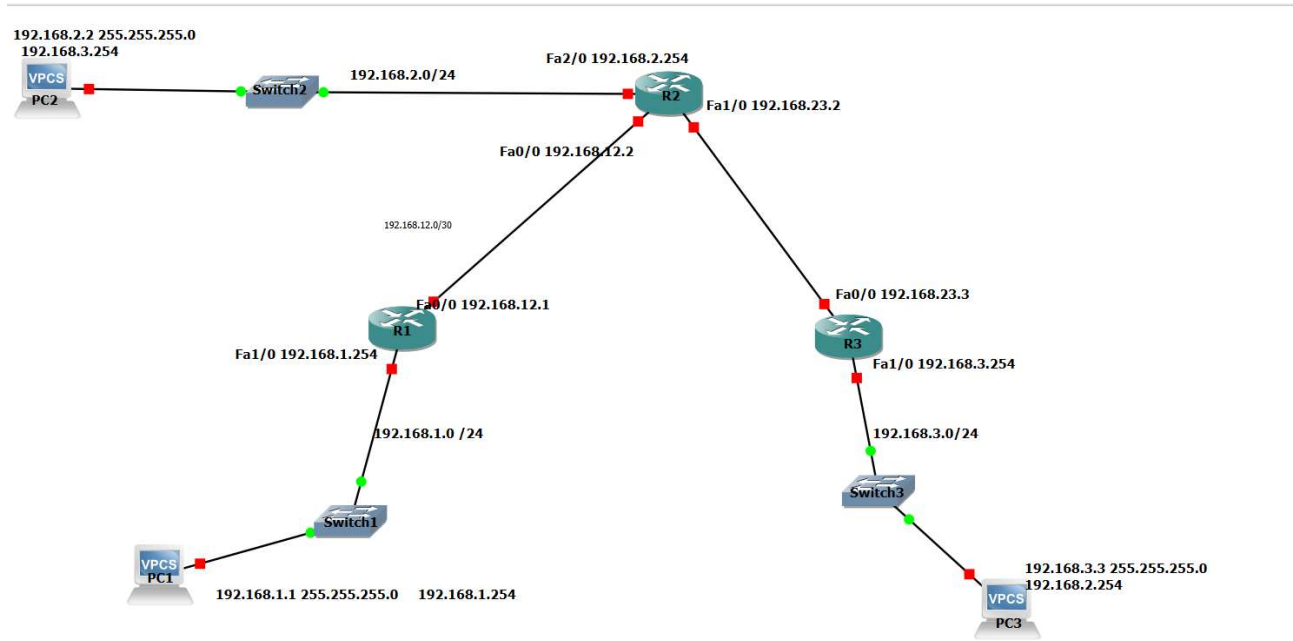 192.168.2.2 255.255.255.0
192.168.3.254
VPCS
PC2
Switch2
192.168.2.0/24
Fa2/0 192.168.2.254
R2
Fa1/0 192.168.23.2
Fa0/0 192.168.12.2
192.168.12.0/30
Fa0/0 192.168.12.1
R1
Fa1/0 192.168.1.254
192.168.1.0 /24
Switch1
VPCS
PC1
192.168.1.1 255.255.255.0 192.168.1.254
Fa0/0 192.168.23.3
R3
Fa1/0 192.168.3.254
192.168.3.0/24
Switch3
192.168.3.3 255.255.255.0
192.168.2.254
VPCS
PC3